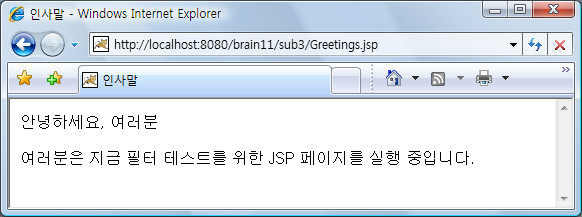 인사말 - Windows Internet Explorer
http://localhost:8080/brain11/sub3/Greetings.jsp
인사말
안녕하세요, 여러분
여러분은 지금 필터 테스트를 위한 JSP 페이지를 실행 중입니다.